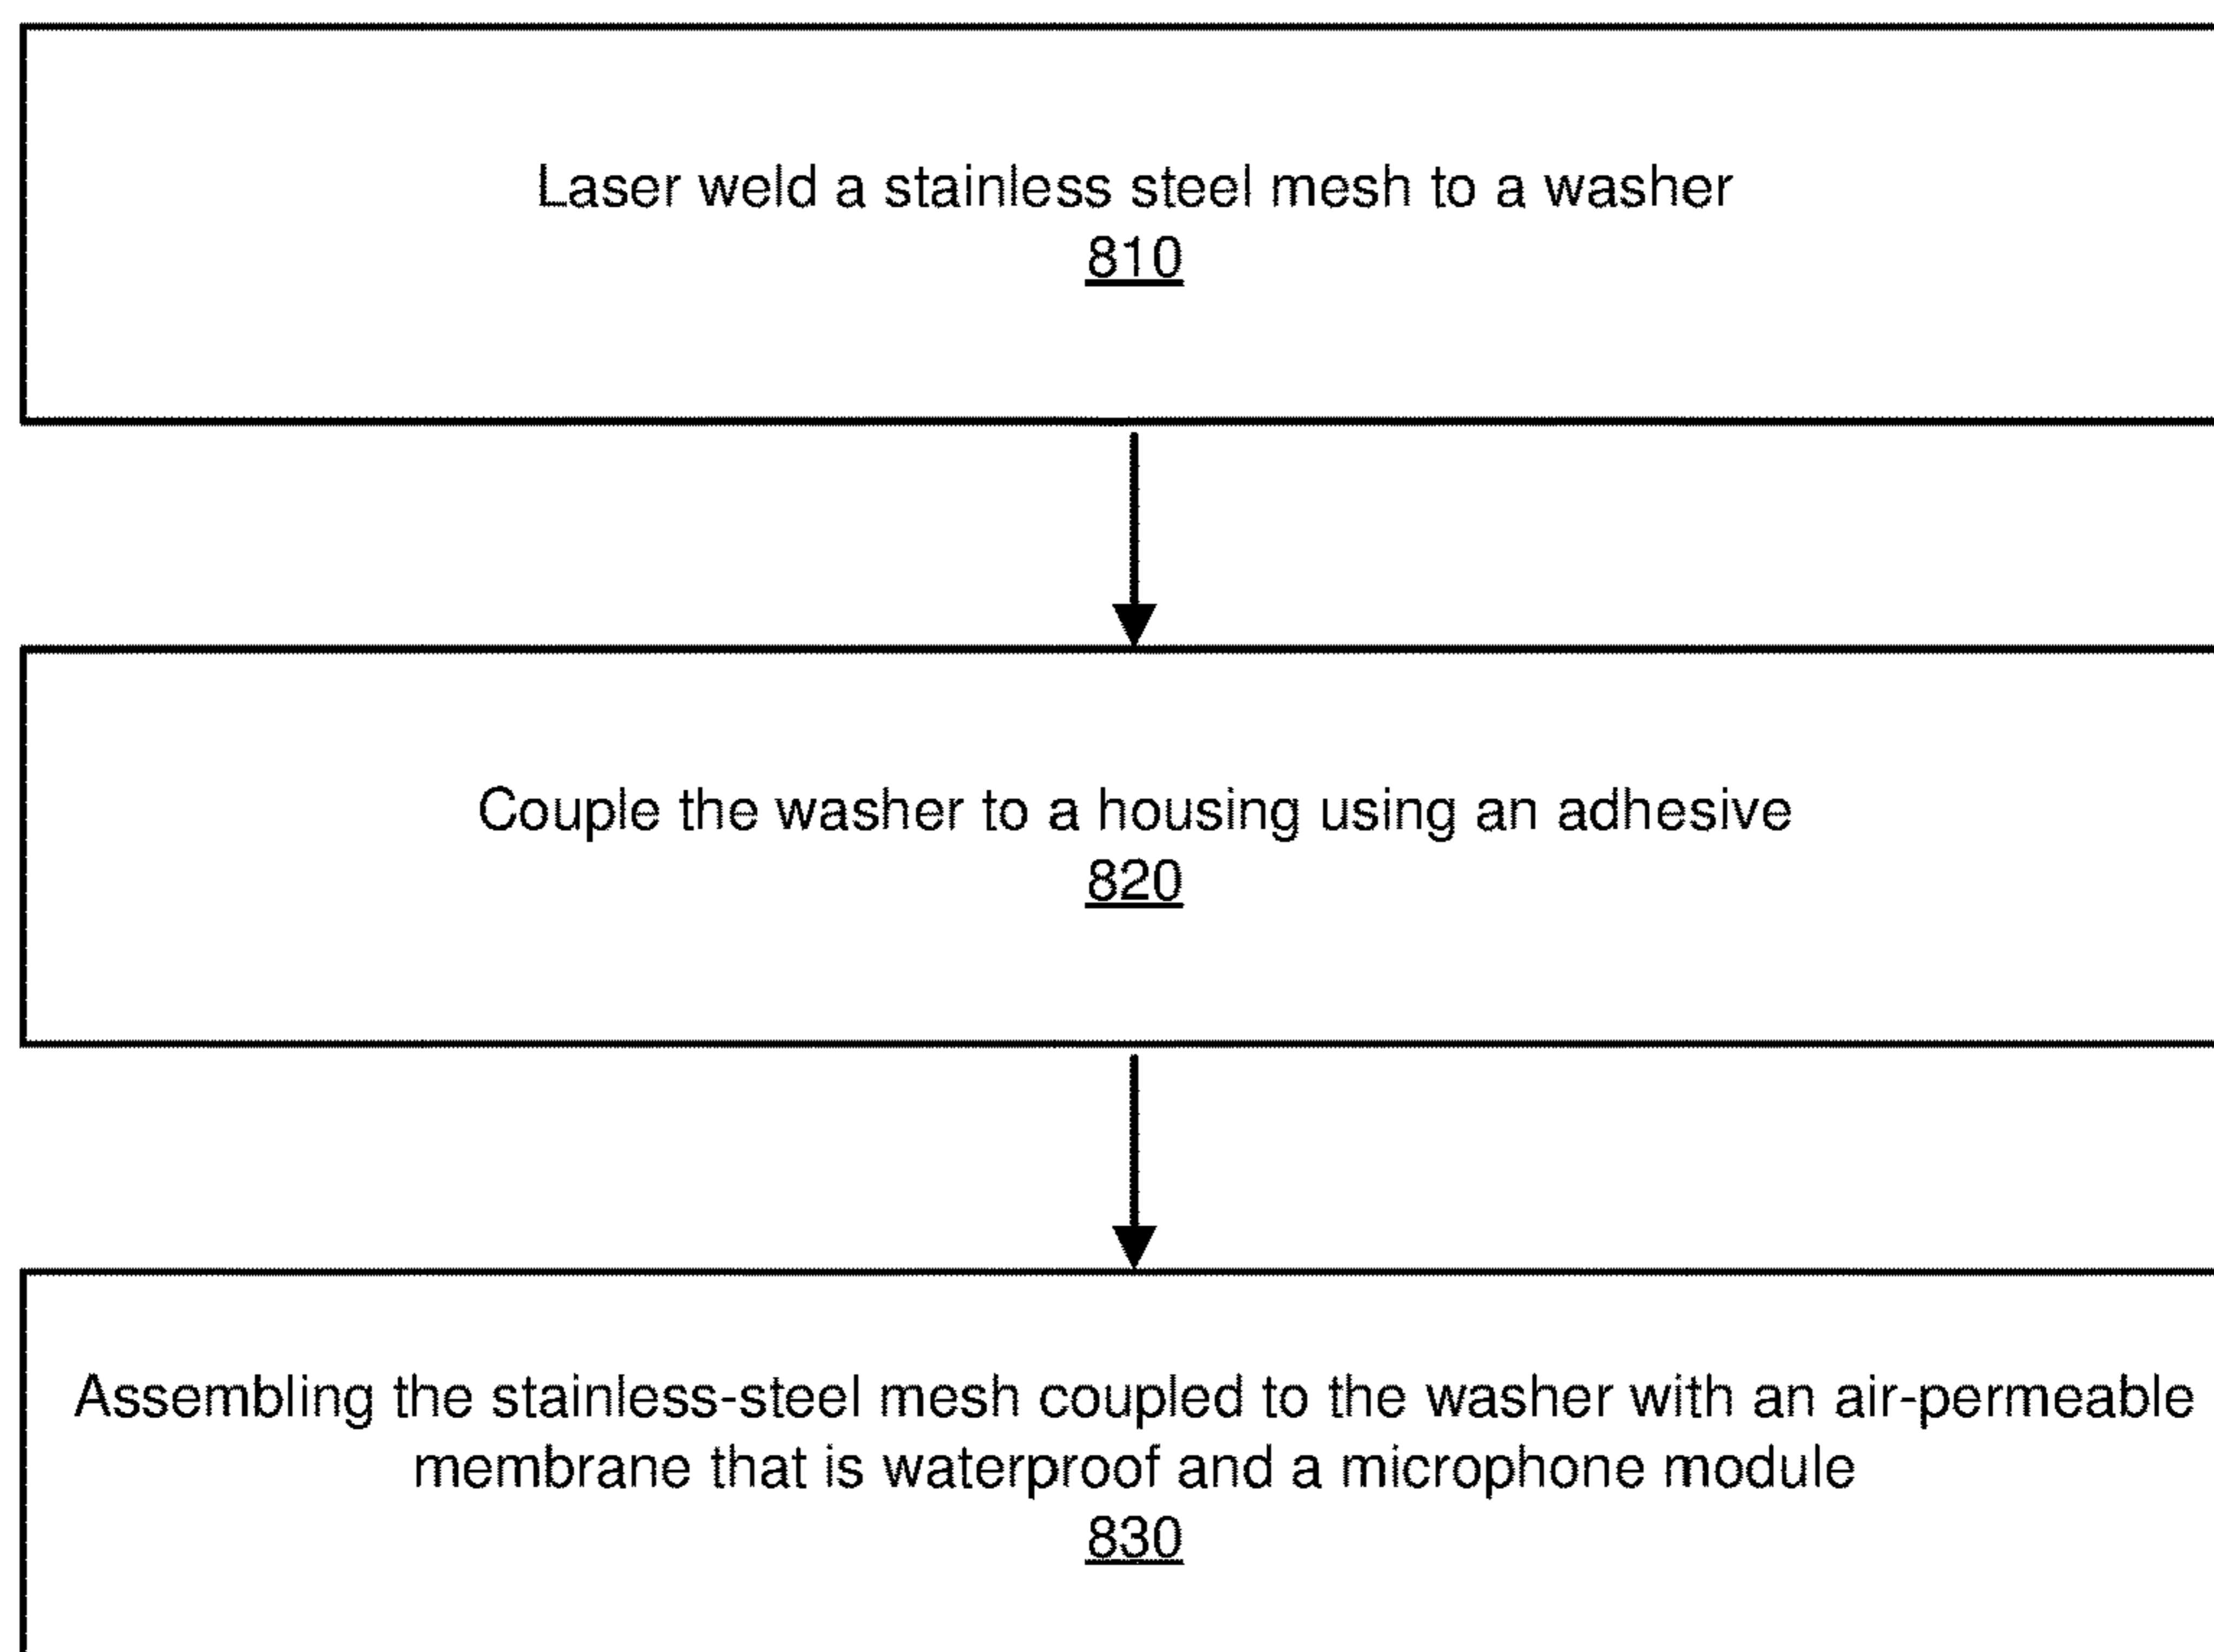 Laser weld a stainless steel mesh to a washer
810
Couple the washer to a housing using an adhesive
820
Assembling the stainless-steel mesh coupled to the washer with an air-permeable
membrane that is waterproof and a microphone module
830